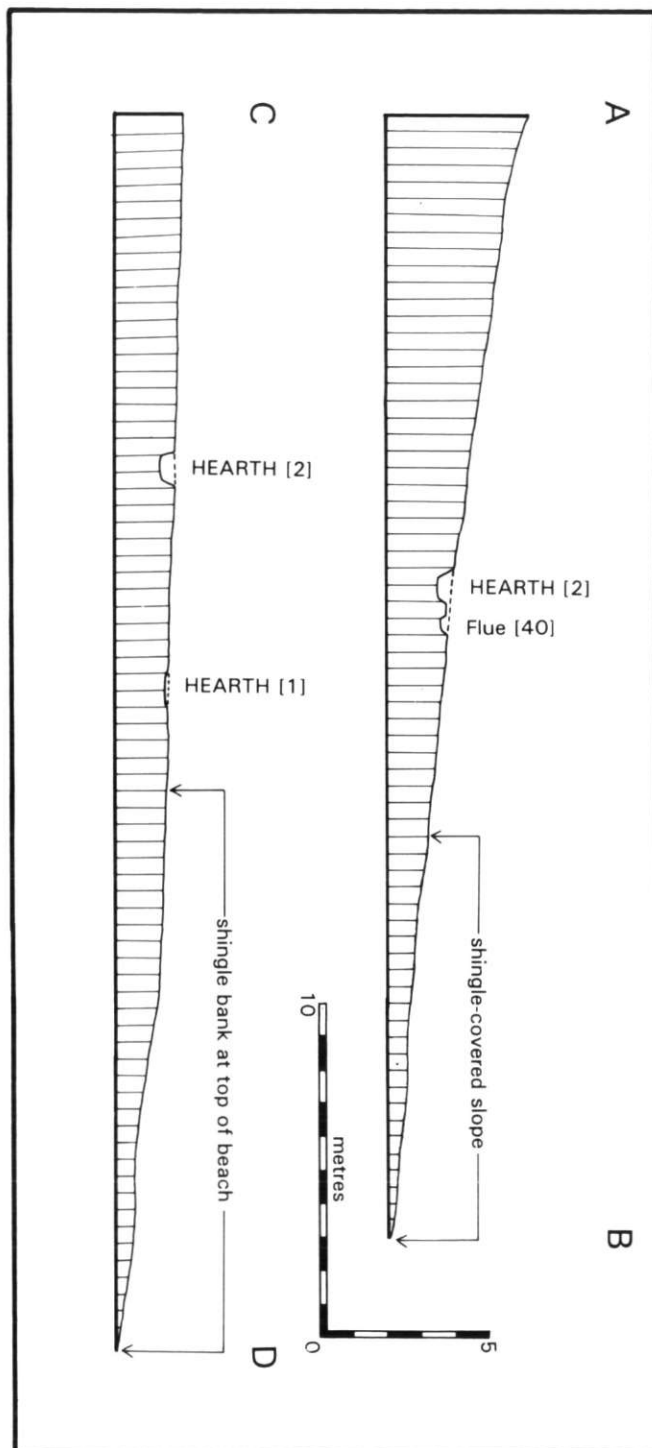 A
B
HEARTH [2]
Flue [40]
shingle-covered slope
C
D
HEARTH [2]
HEARTH [1]
shingle bank at top of beach
10
metres
0
5